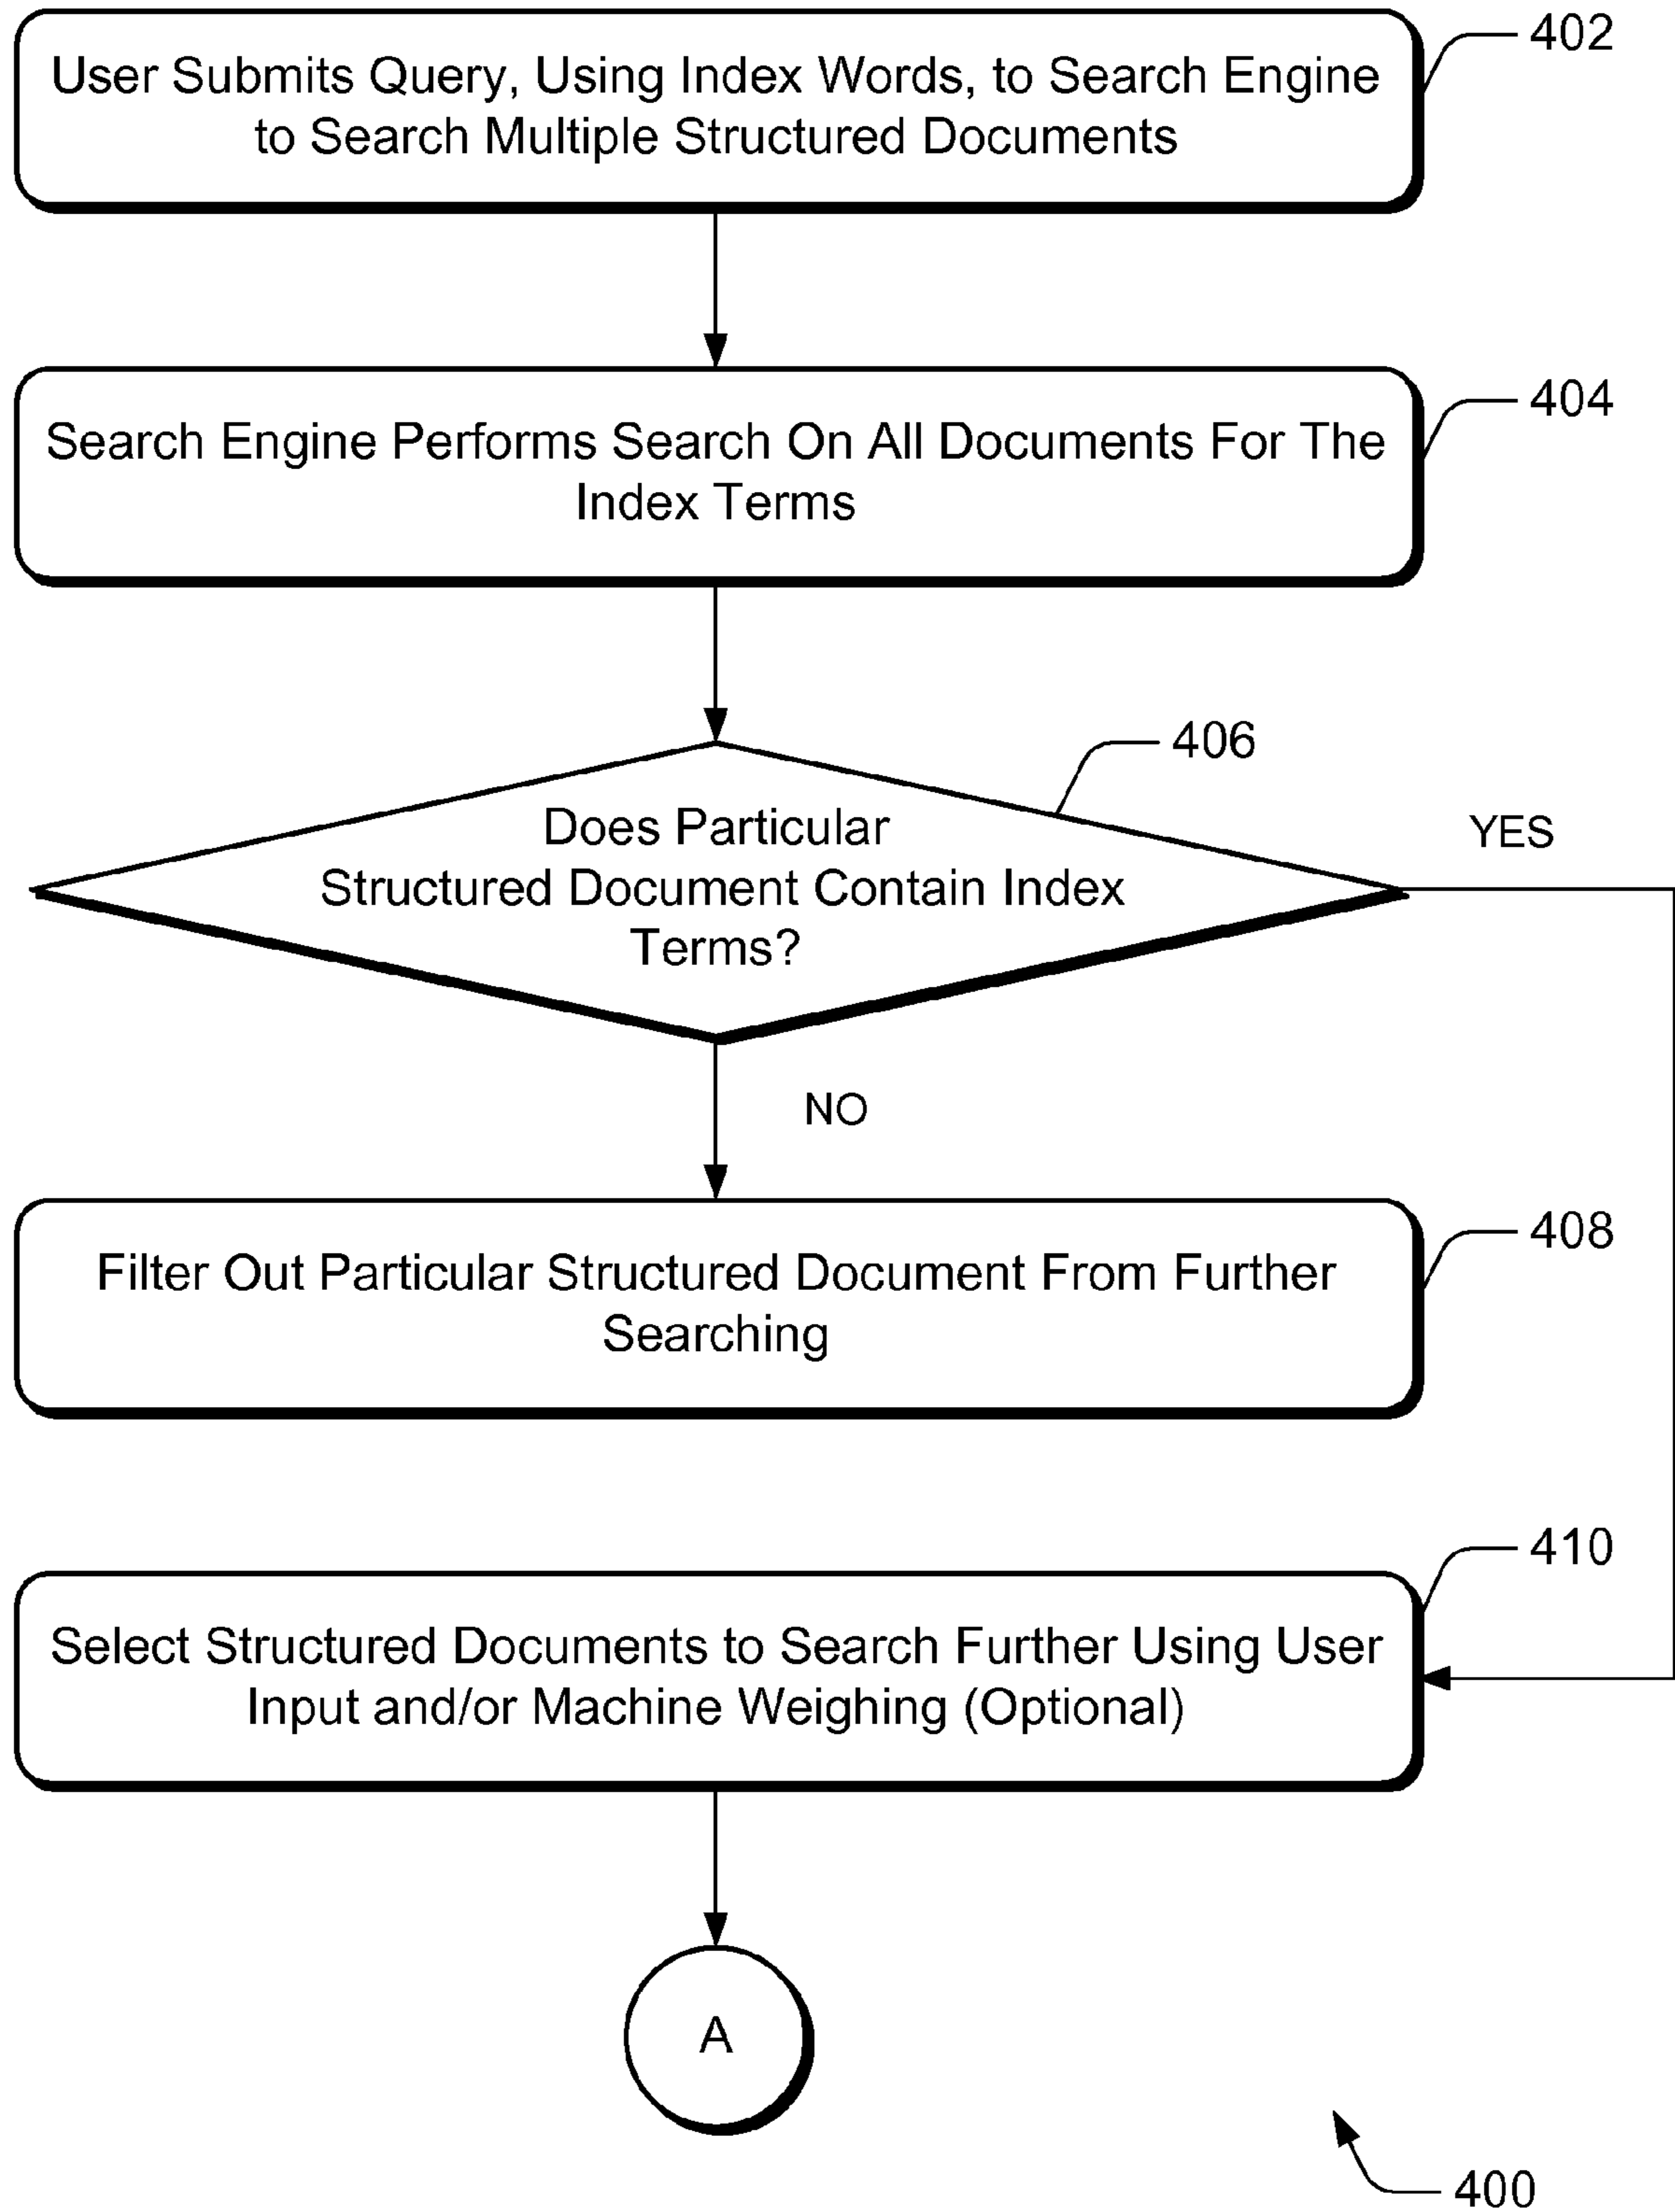 402
User Submits Query, Using Index Words, to Search Engine
to Search Multiple Structured Documents
404
Search Engine Performs Search On All Documents For The
Index Terms
406
Does Particular
Structured Document Contain Index
Terms?
YES
NO
408
Filter Out Particular Structured Document From Further
Searching
410
Select Structured Documents to Search Further Using User
Input and/or Machine Weighing (Optional)
A
400